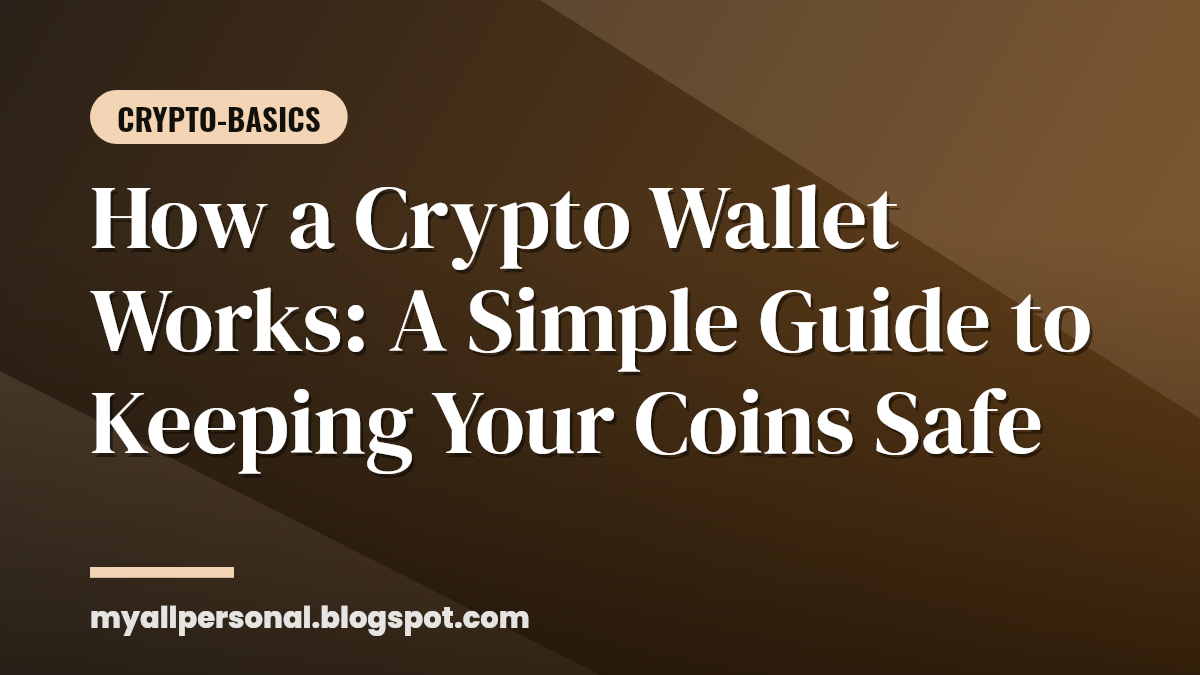 CRYPTO-BASICS
How a Crypto Wallet
Works: A Simple Guide to
Keeping Your Coins Safe
myallpersonal.blogspot.com